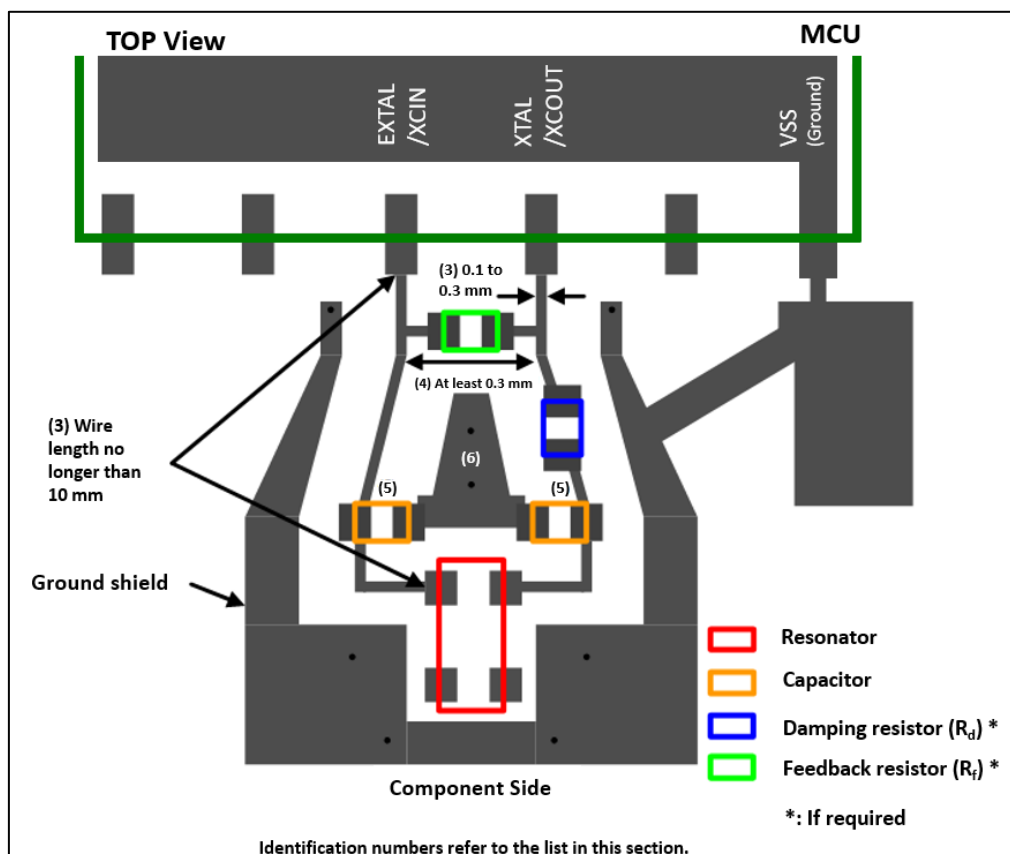 TOP View
MCU
EXTAL
/XCIN
XTAL
/XCOUT
VSS
(Ground)
(3) 0.1 to
0.3 mm
(4) At least 0.3 mm
(3) Wire
length no
longer than
10 mm
(6)
(5)
(5)
Ground shield
Resonator
Capacitor
Damping resistor (Rd) *
Feedback resistor (Rf) *
*: If required
Component Side
Identification numbers refer to the list in this section.